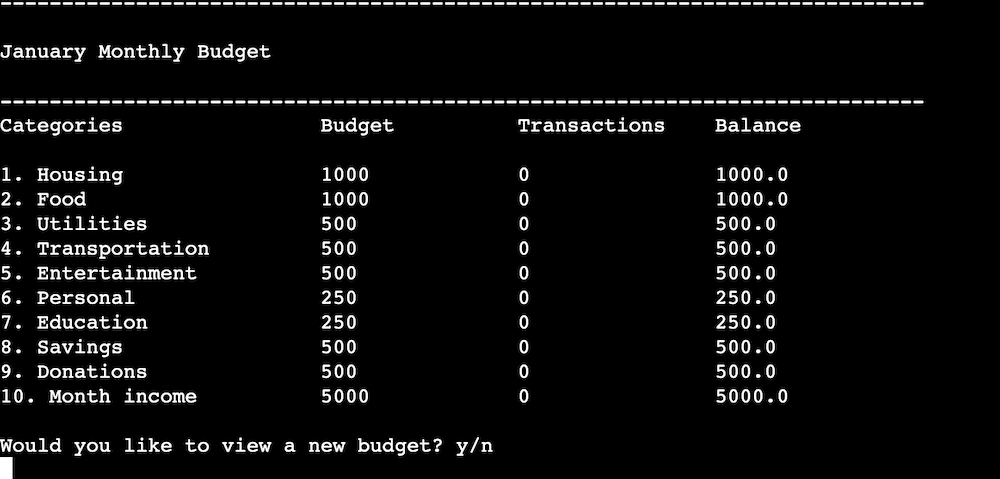 ---------------------------------------------------------------------------
January Monthly Budget
---------------------------------------------------------------------------
Categories Budget Transactions Balance
1. Housing 1000 0 1000.0
2. Food 1000 0 1000.0
3. Utilities 500 0 500.0
4. Transportation 500 0 500.0
5. Entertainment 500 0 500.0
6. Personal 250 0 250.0
7. Education 250 0 250.0
8. Savings 500 0 500.0
9. Donations 500 0 500.0
10. Month income 5000 0 5000.0
Would you like to view a new budget? y/n